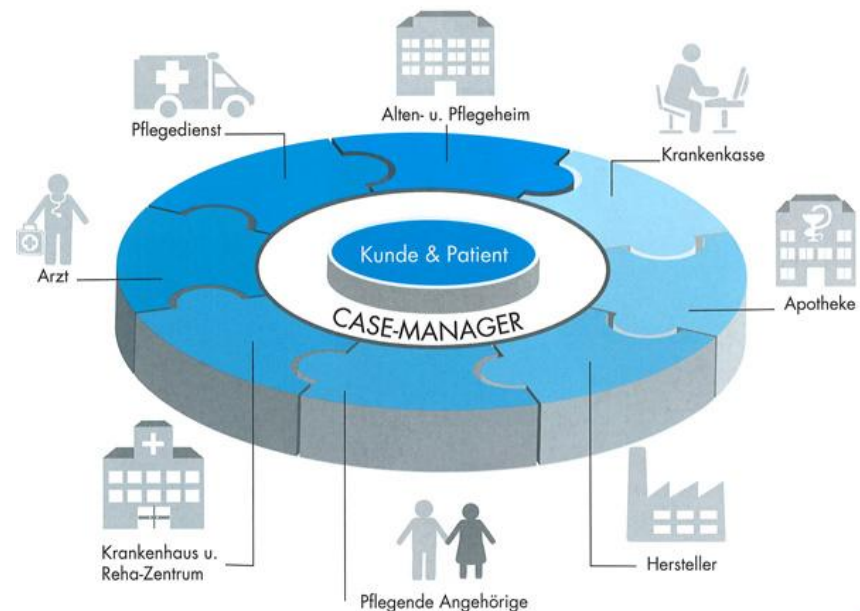 Alten- u. Pflegeheim
Pflegedienst
Krankenkasse
Arzt
Kunde & Patient
Apotheke
CASE-MANAGER
Krankenhaus u.
Reha-Zentrum
Hersteller
Pflegende Angehörige